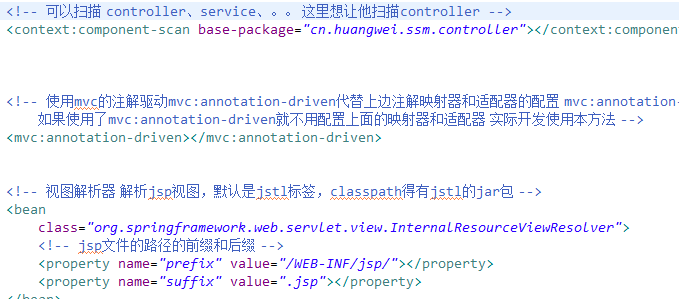 <!-- 可以扫描 controller、service、。。 这里想让他扫描controller -->
<context:component-scan base-package="cn.huangwei.ssm.controller"></context:component
<!-- 使用mvc的注解驱动mvc:annotation-driven代替上边注解映射器和适配器的配置 mvc:annotation-
如果使用了mvc:annotation-driven就不用配置上面的映射器和适配器 实际开发使用本方法 -->
<mvc:annotation-driven></mvc:annotation-driven>
<!-- 视图解析器 解析jsp视图，默认是jstl标签，classpath得有jstl的jar包 -->
<bean
class="org.springframework.web.servlet.view.InternalResourceViewResolver">
<!-- jsp文件的路径的前缀和后缀 -->
<property name="prefix" value="/WEB-INF/jsp/"></property>
<property name="suffix" value=".jsp"></property>
</bean>